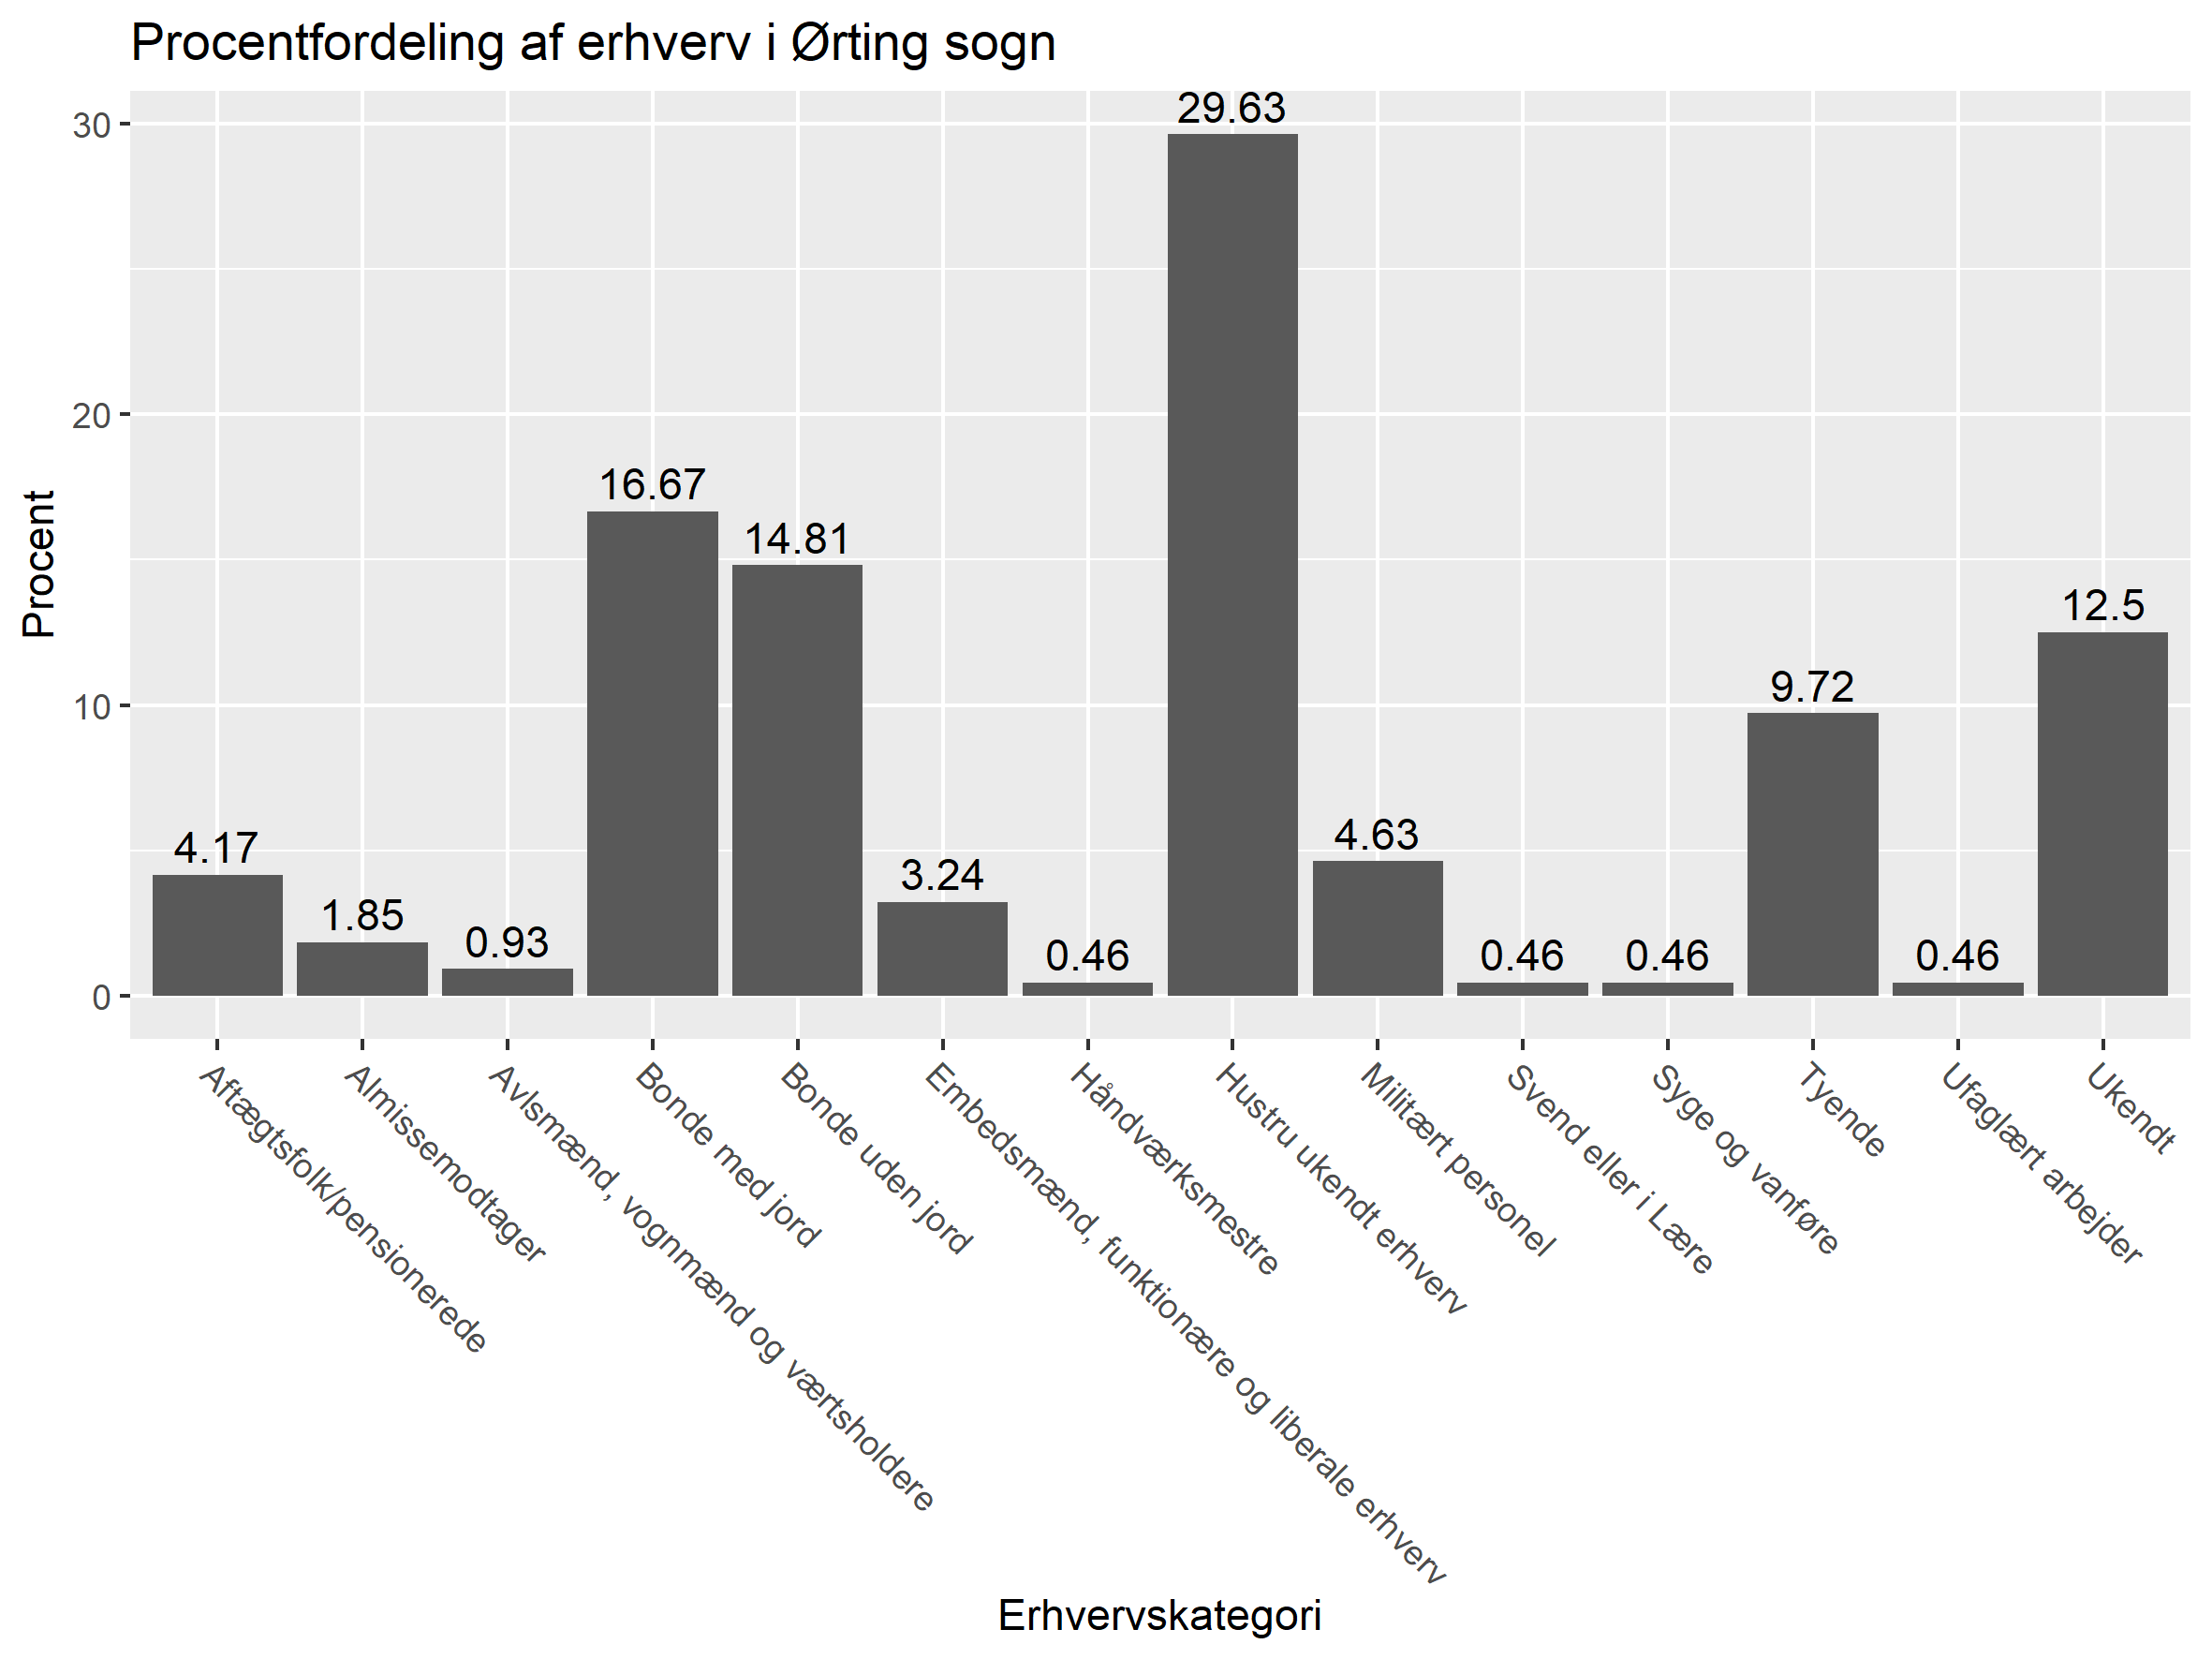 Procentfordeling af erhverv i Ørting sogn
Procent
30
20
10
0
4.17
1.85
0.93
16.67
14.81
3.24
0.46
29.63
4.63
0.46
0.46
9.72
0.46
12.5
Aftægtsfolk/pensionerede
Almissemodtager
Avlsmænd, vognmænd og værtsholdere
Bonde med jord
Bonde uden jord
Embedsmænd, funktionære og liberale erhverv
Håndværksmestre
Hustru ukendt erhverv
Militært personel
Svend eller i Lære
Syge og vanføre
Tyende
Ufaglært arbejder
Ukendt
Erhvervskategori